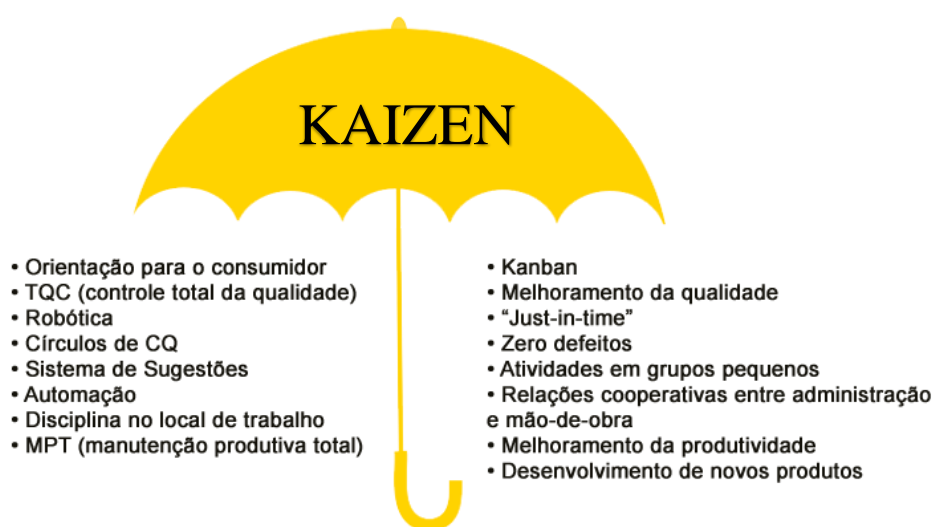 KAIZEN
• Orientação para o consumidor
• TQC (controle total da qualidade)
• Robótica
• Círculos de CQ
• Sistema de Sugestões
• Automação
• Disciplina no local de trabalho
• MPT (manutenção produtiva total)
• Kanban
• Melhoramento da qualidade
• “Just-in-time”
• Zero defeitos
• Atividades em grupos pequenos
• Relações cooperativas entre administração
e mão-de-obra
• Melhoramento da produtividade
• Desenvolvimento de novos produtos